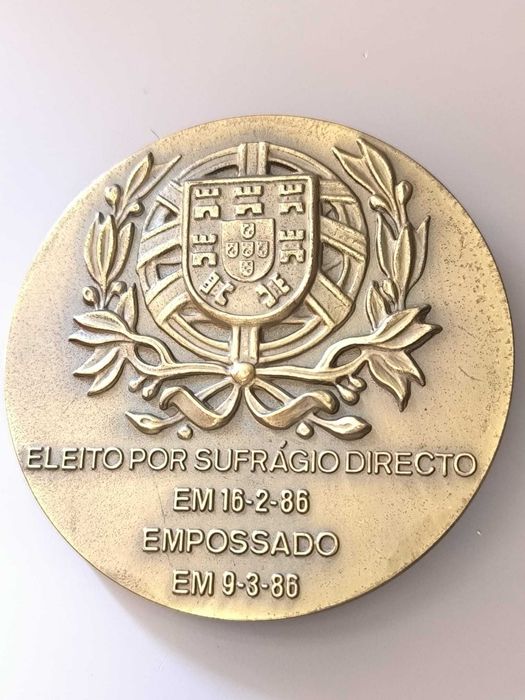 ELEITO POR SUFRÁGIO DIRECTO
EM 16-2-86
EMPOSSADO
EM 9-3-86